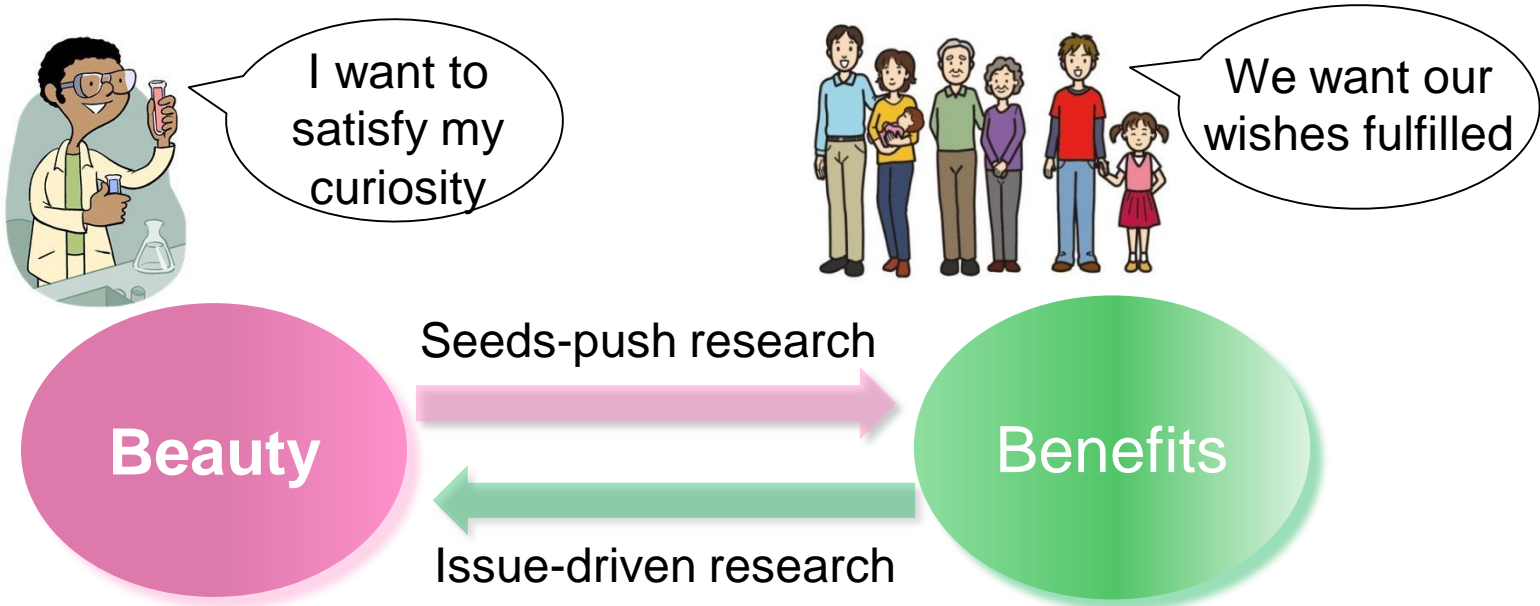 I want to
satisfy my
curiosity
We want our
wishes fulfilled
Seeds-push research
Beauty
Benefits
Issue-driven research